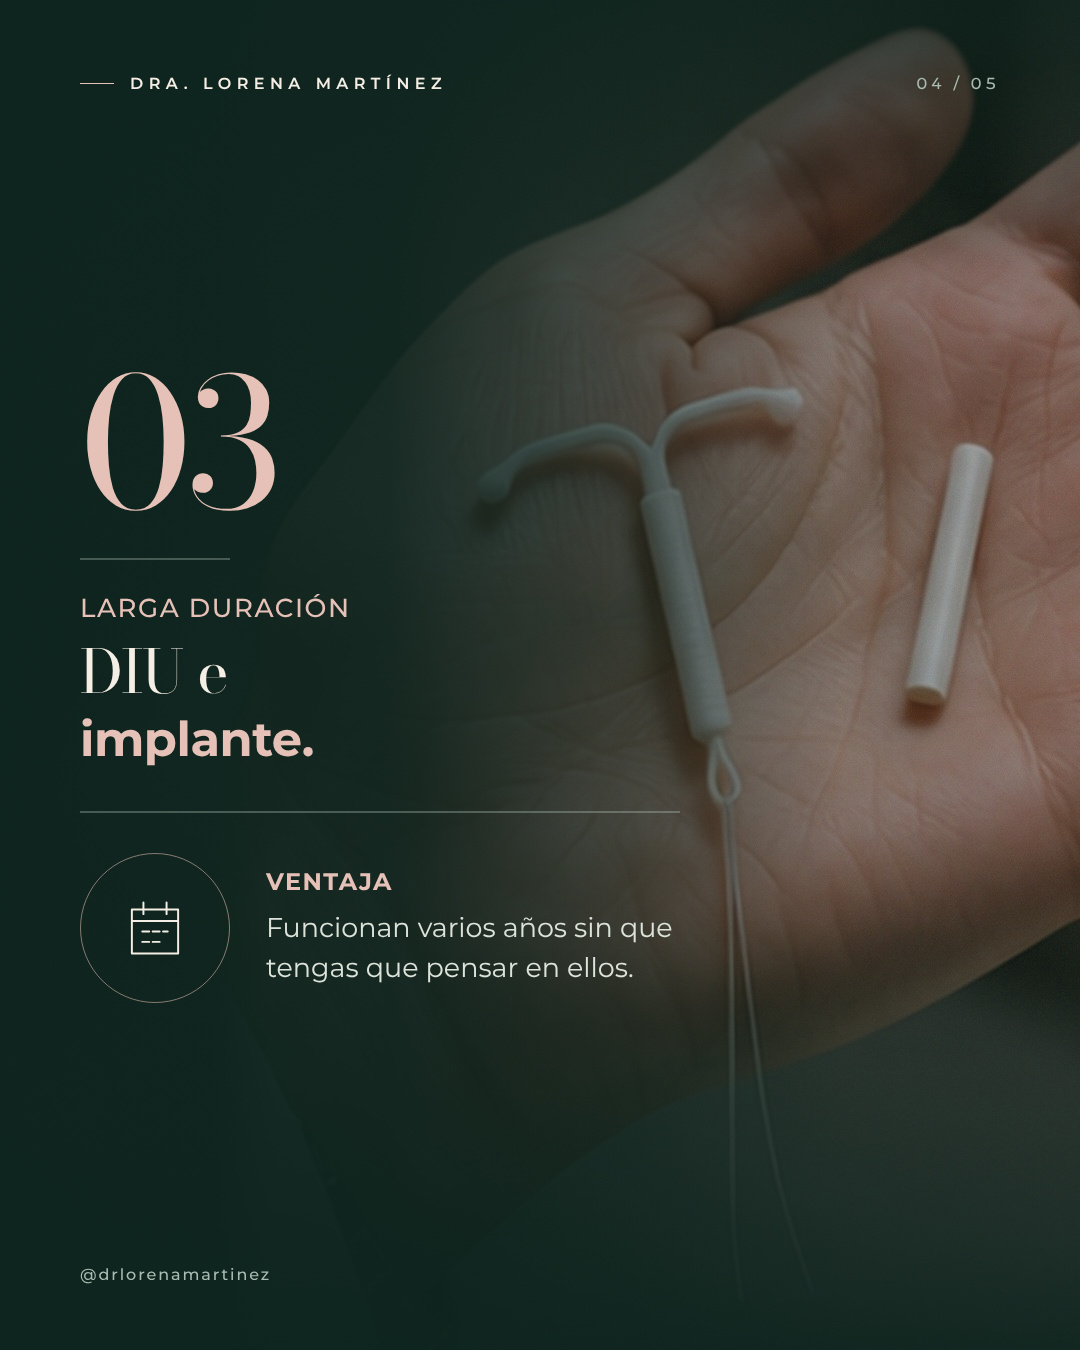 DRA. LORENA MARTÍNEZ
04 / 05
03
LARGA DURACIÓN
DIU e
implante.
VENTAJA
Funcionan varios años sin que
tengas que pensar en ellos.
@drlorenamartinez